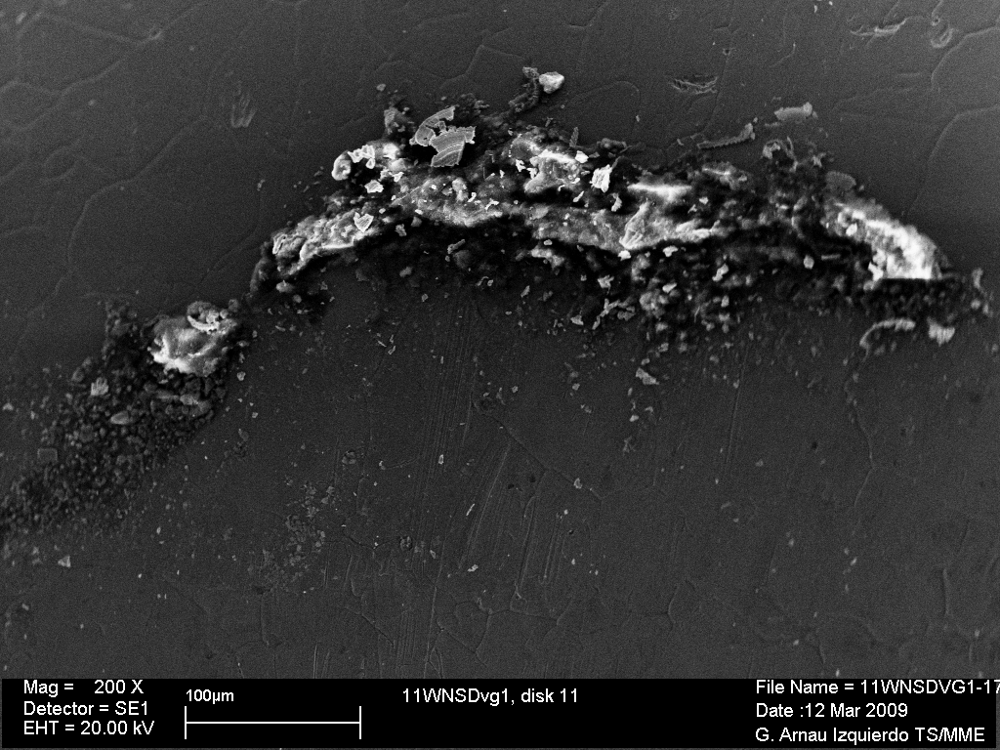 Mag = 200 X
Detector = SE1
EHT = 20.00 kV
100µm
11WNSDvg1, disk 11
File Name = 11WNSDVG1-17
Date :12 Mar 2009
G. Arnau Izquierdo TS/MME